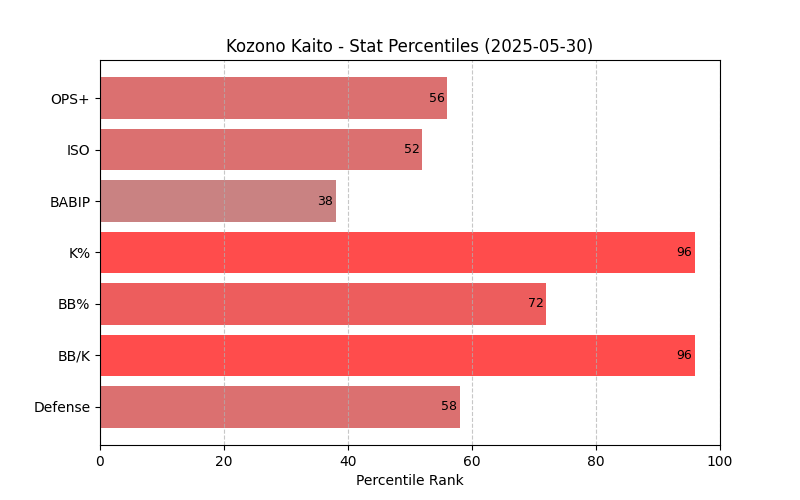 Kozono Kaito - Stat Percentiles (2025-05-30)
OPS+ 56
ISO 52
BABIP 38
K% 96
BB% 72
BB/K 96
Defense 58
0 20 40 60 80 100
Percentile Rank